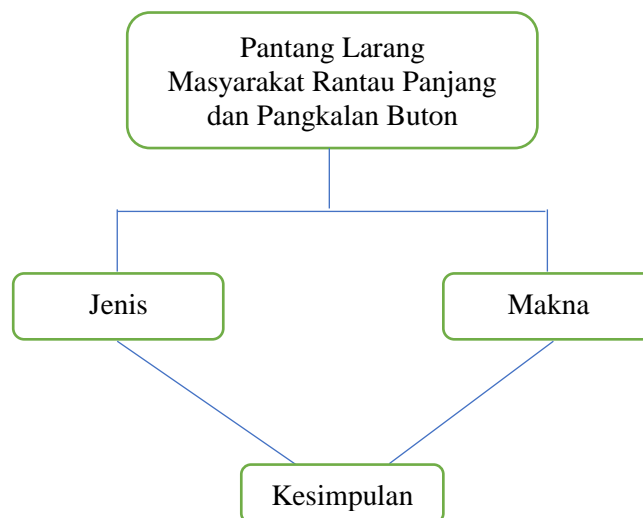 Pantang Larang
Masyarakat Rantau Panjang
dan Pangkalan Buton
Jenis
Makna
Kesimpulan